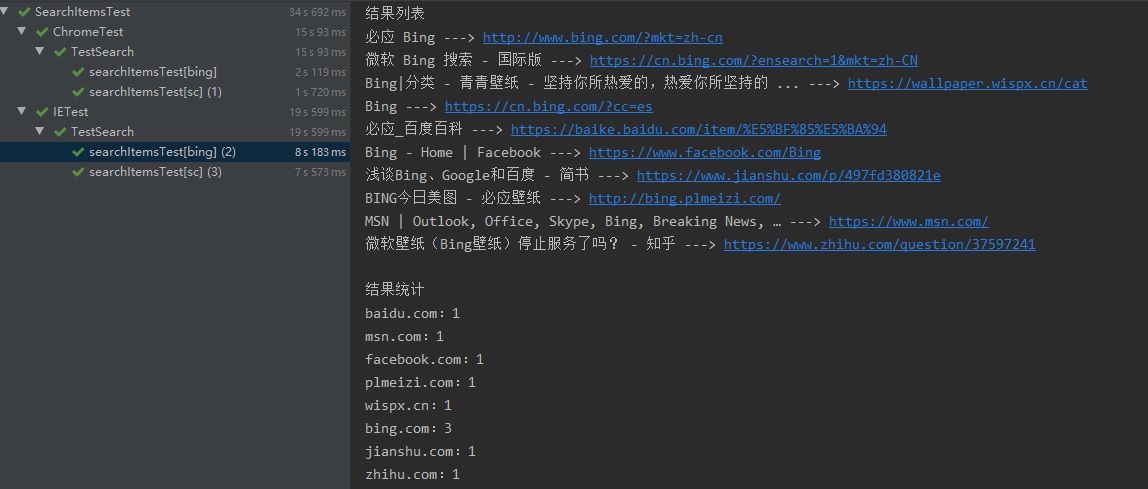 SearchItemsTest 34 s 692 ms
ChromeTest 15 s 93 ms
TestSearch 15 s 93 ms
searchItemsTest[bing] 2 s 119 ms
searchItemsTest[sc] (1) 1 s 720 ms
IETest 19 s 599 ms
TestSearch 19 s 599 ms
searchItemsTest[bing] (2) 8 s 183 ms
searchItemsTest[sc] (3) 7 s 573 ms
结果列表
必应 Bing ---> http://www.bing.com/?mkt=zh-cn
微软 Bing 搜索 - 国际版 ---> https://cn.bing.com/?ensearch=1&mkt=zh-CN
Bing|分类 - 青青壁纸 - 坚持你所热爱的，热爱你所坚持的 ... ---> https://wallpaper.wispx.cn/cat
Bing ---> https://cn.bing.com/?cc=es
必应_百度百科 ---> https://baike.baidu.com/item/%E5%BF%85%E5%BA%94
Bing - Home | Facebook ---> https://www.facebook.com/Bing
浅谈Bing、Google和百度 - 简书 ---> https://www.jianshu.com/p/497fd380821e
BING今日美图 - 必应壁纸 ---> http://bing.plmeizi.com/
MSN | Outlook, Office, Skype, Bing, Breaking News, … ---> https://www.msn.com/
微软壁纸（Bing壁纸）停止服务了吗？ - 知乎 ---> https://www.zhihu.com/question/37597241
结果统计
baidu.com：1
msn.com：1
facebook.com：1
plmeizi.com：1
wispx.cn：1
bing.com：3
jianshu.com：1
zhihu.com：1